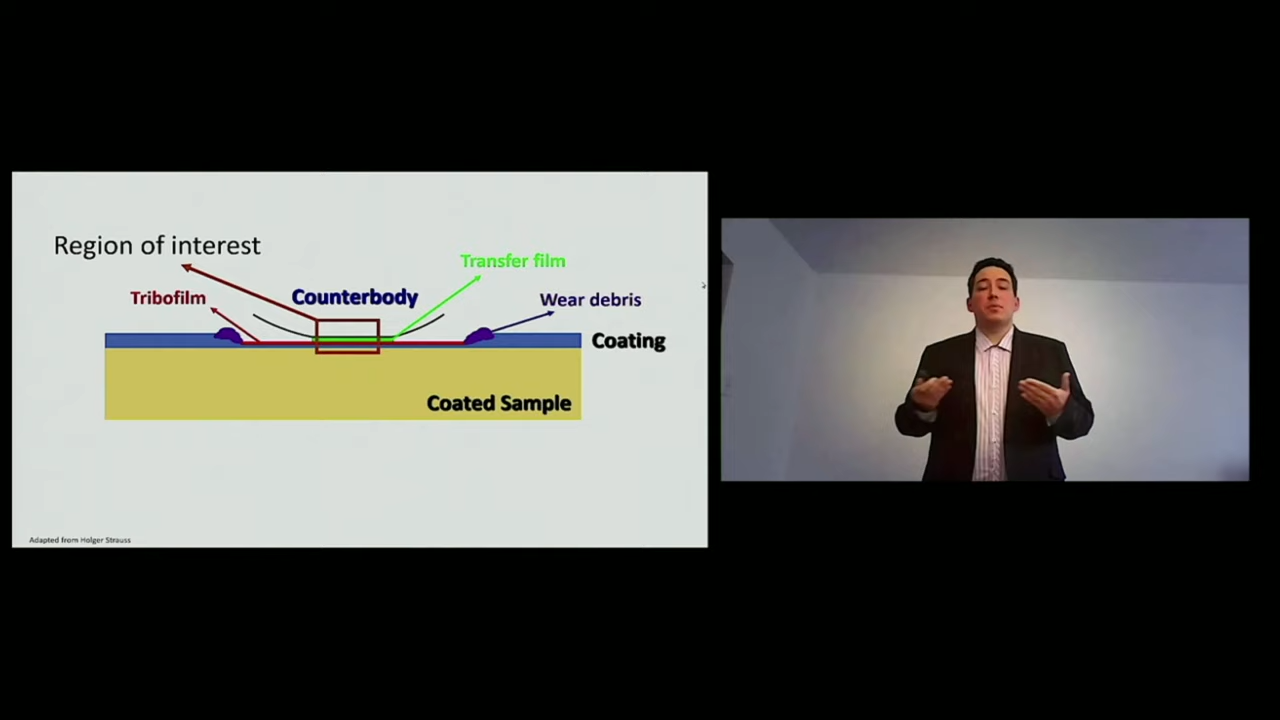 Region of interest
Transfer film
Tribofilm
Counterbody
Wear debris
Coating
Coated Sample
Adapted from Holger Strauss